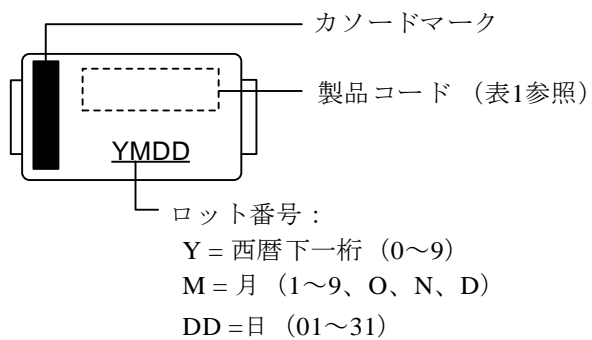 カソードマーク
製品コード （表1参照）
YMDD
ロット番号：
Y = 西暦下一桁（0～9）
M = 月（1～9、O、N、D）
DD =日（01～31）